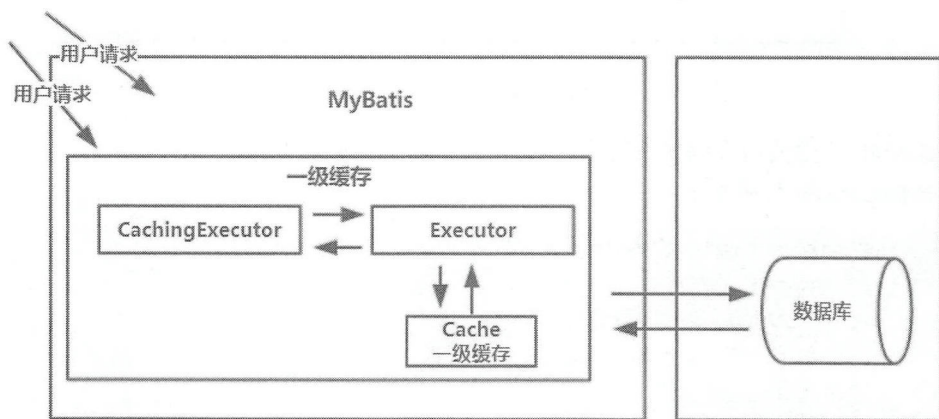 用户请求
用户请求
MyBatis
一级缓存
CachingExecutor
Executor
Cache
一级缓存
数据库